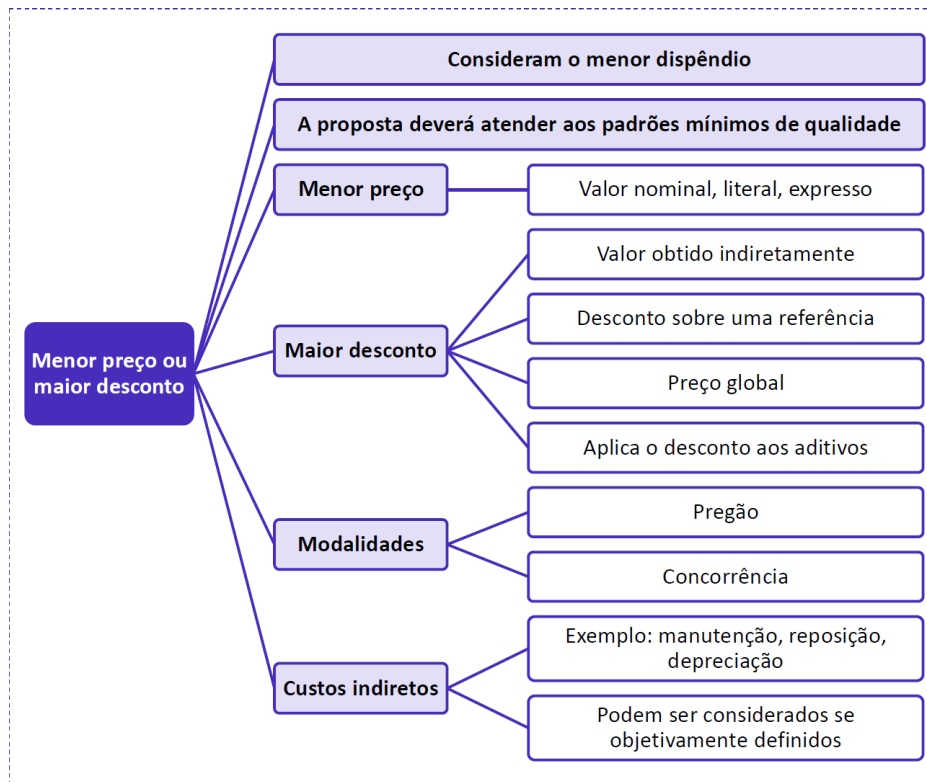 Consideram o menor dispêndio
A proposta deverá atender aos padrões mínimos de qualidade
Menor preço
Valor nominal, literal, expresso
Valor obtido indiretamente
Desconto sobre uma referência
Menor preço ou
maior desconto
Maior desconto
Preço global
Aplica o desconto aos aditivos
Pregão
Modalidades
Concorrência
Exemplo: manutenção, reposição,
depreciação
Custos indiretos
Podem ser considerados se
objetivamente definidos